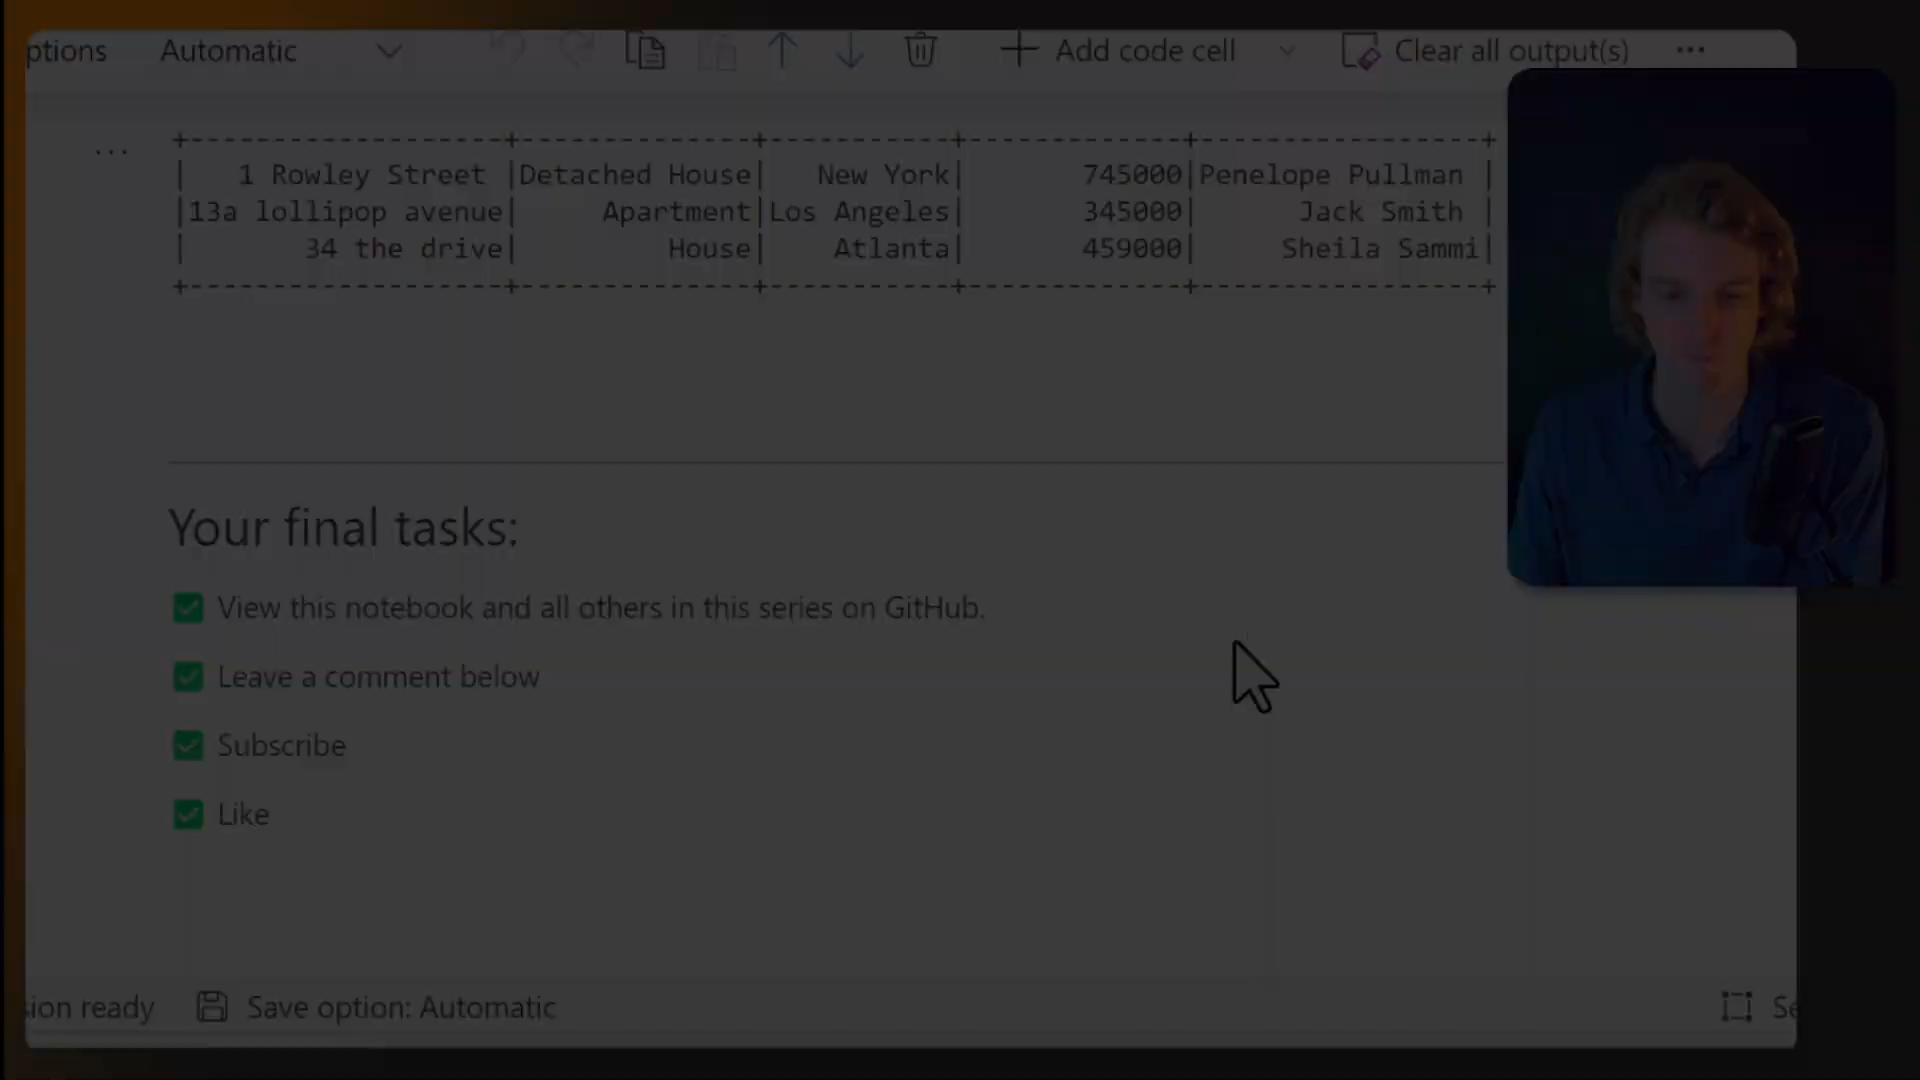 ptions Automatic Add code cell Clear all output(s) ...
...
+--------------------+--------------+-----------+-------------+-----------------+
| 1 Rowley Street |Detached House| New York| 745000|Penelope Pullman |
|13a lollipop avenue| Apartment|Los Angeles| 345000| Jack Smith |
| 34 the drive| House| Atlanta| 459000| Sheila Sammi|
+--------------------+--------------+-----------+-------------+-----------------+
Your final tasks:
View this notebook and all others in this series on GitHub.
Leave a comment below
Subscribe
Like
sion ready Save option: Automatic Se